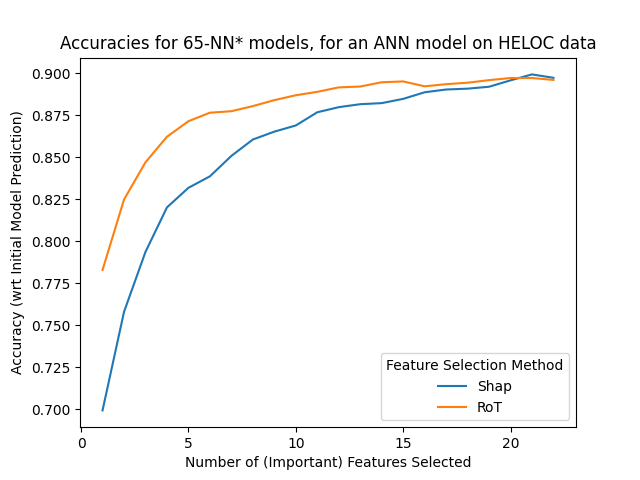 Accuracies for 65-NN* models, for an ANN model on HELOC data
Accuracy (wrt Initial Model Prediction)
0.900
0.875
0.850
0.825
0.800
0.775
0.750
0.725
0.700
Feature Selection Method
Shap
RoT
0 5 10 15 20
Number of (Important) Features Selected